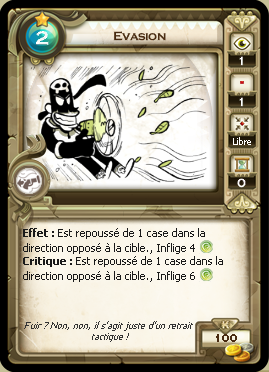 2
Evasion
1
1
Libre
0
Effet : Est repoussé de 1 case dans la
direction opposé à la cible., Inflige 4
Critique : Est repoussé de 1 case dans la
direction opposé à la cible., Inflige 6
Fuir ? Non, non, il s'agit juste d'un retrait
tactique !
K
100